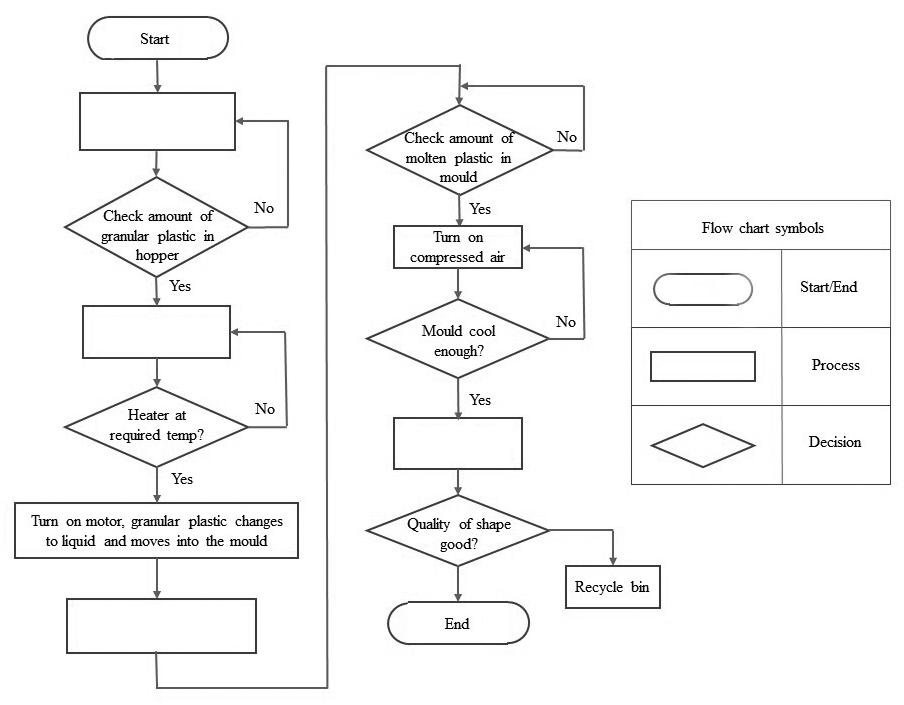 Start
Check amount of
granular plastic in
hopper
No
Yes
Heater at
required temp?
No
Yes
Turn on motor, granular plastic changes
to liquid and moves into the mould
Check amount of
molten plastic in
mould
No
Yes
Turn on
compressed air
Mould cool
enough?
No
Yes
Quality of shape
good?
Recycle bin
End
Flow chart symbols
Start/End
Process
Decision